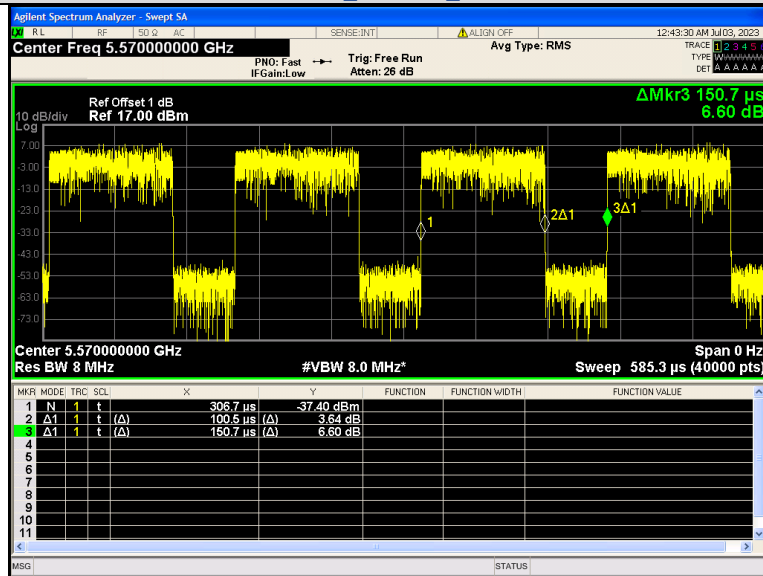 Agilent Spectrum Analyzer - Swept SA
LXI RL RF 50 Ω AC SENSE:INT ALIGN OFF 12:43:30 AM Jul 03, 2023
Center Freq 5.570000000 GHz
PNO: Fast
IFGain:Low
Trig: Free Run
Atten: 26 dB
Avg Type: RMS
TRACE 1 2 3 4 5
TYPE
DET A A A A A
ΔMkr3 150.7 µs
6.60 dB
Ref Offset 1 dB
10 dB/div Ref 17.00 dBm
Log
7.00
-3.00
-13.0
-23.0
-33.0
-43.0
-53.0
-63.0
-73.0
1
2Δ1
3Δ1
Center 5.570000000 GHz Span 0 Hz
Res BW 8 MHz #VBW 8.0 MHz* Sweep 585.3 µs (40000 pts)
MKR MODE TRC SCL X Y FUNCTION FUNCTION WIDTH FUNCTION VALUE
1 N 1 t 306.7 µs -37.40 dBm
2 Δ1 1 t (Δ) 100.5 µs (Δ) 3.64 dB
3 Δ1 1 t (Δ) 150.7 µs (Δ) 6.60 dB
4
5
6
7
8
9
10
11
MSG STATUS